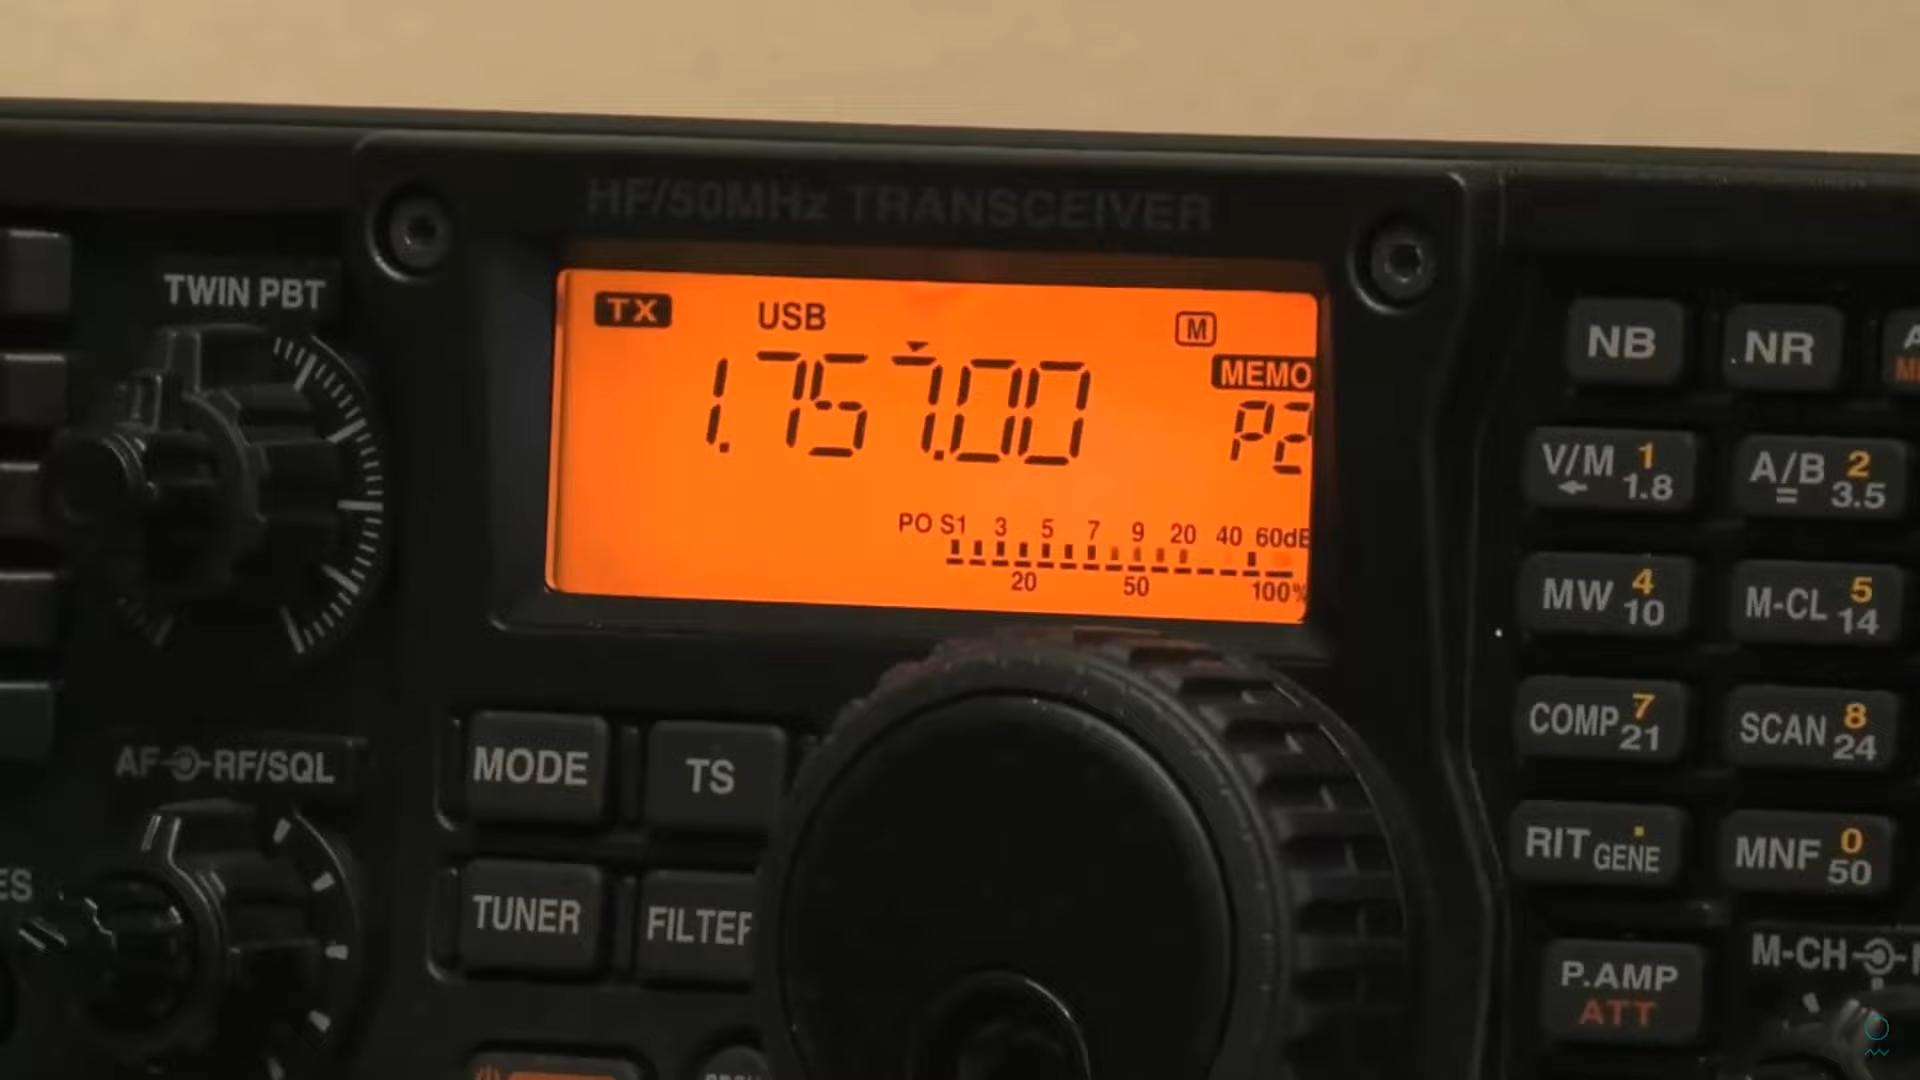 HF/50MHz TRANSCEIVER
TWIN PBT
TX USB M
MEMO
1.757.00 P2
PO S1 3 5 7 9 20 40 60dB
20 50 100%
NB NR
V/M 1 1.8
A/B = 2 3.5
MW 4 10
M-CL 5 14
COMP 7 21
SCAN 8 24
RIT GENE .
MNF 0 50
AF RF/SQL
MODE TS
TUNER FILTER
P.AMP
ATT
M-CH